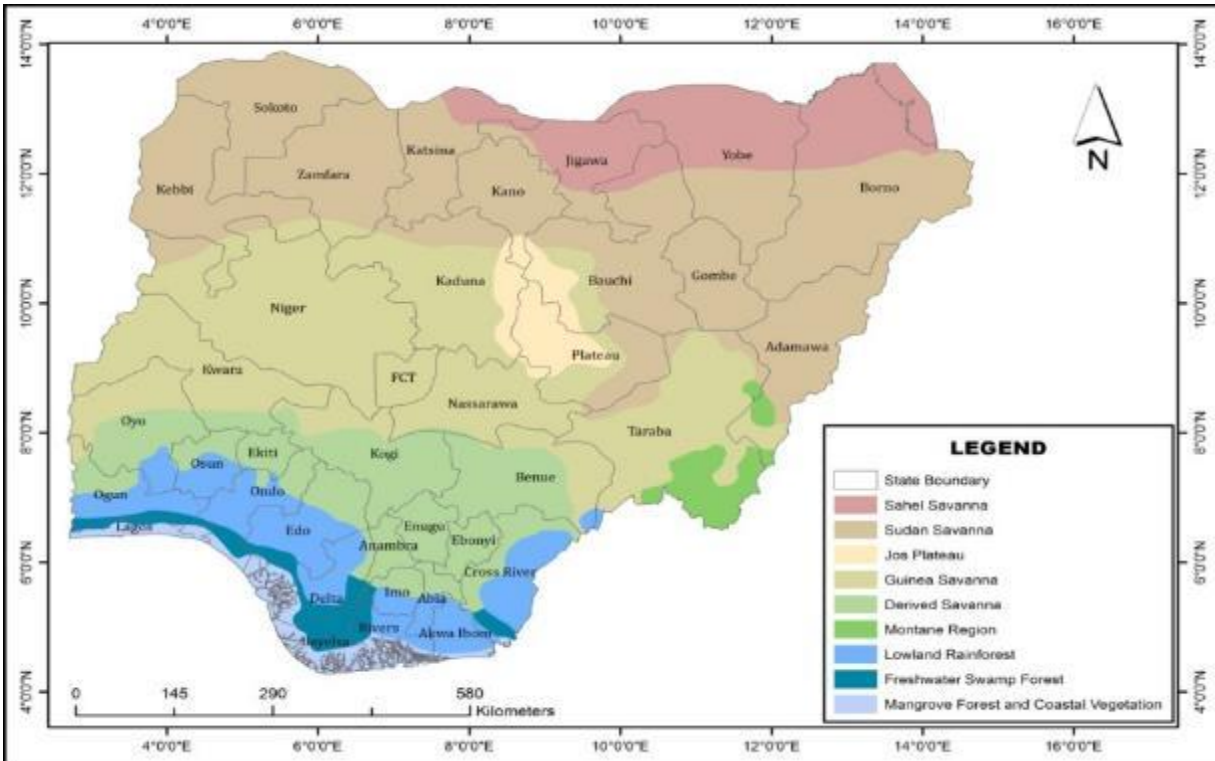 4°0'0"E 6°0'0"E 8°0'0"E 10°0'0"E 12°0'0"E 14°0'0"E 16°0'0"E
14°0'0"N 14°0'0"N
Sokoto
Katsina
Jigawa
Yobe
Zamfara
Kebbi
Kano
Borno
12°0'0"N 12°0'0"N
N
Kaduna
Bauchi
Gombe
Niger
10°0'0"N 10°0'0"N
Plateau
Adamawa
Kwara
FCT
Nassarawa
Oyo
Taraba
8°0'0"N 8°0'0"N
Ekiti
Osun
Kogi
Benue
Ogun
Ondo
Lagos
Edo
Enugu
Anambra
Ebonyi
6°0'0"N 6°0'0"N
Cross River
Delta
Imo
Abia
Rivers
Akwa Ibom
Bayelsa
4°0'0"N 4°0'0"N
LEGEND
State Boundary
Sahel Savanna
Sudan Savanna
Jos Plateau
Guinea Savanna
Derived Savanna
Montane Region
Lowland Rainforest
Freshwater Swamp Forest
Mangrove Forest and Coastal Vegetation
0 145 290 580
Kilometers
4°0'0"E 6°0'0"E 8°0'0"E 10°0'0"E 12°0'0"E 14°0'0"E 16°0'0"E